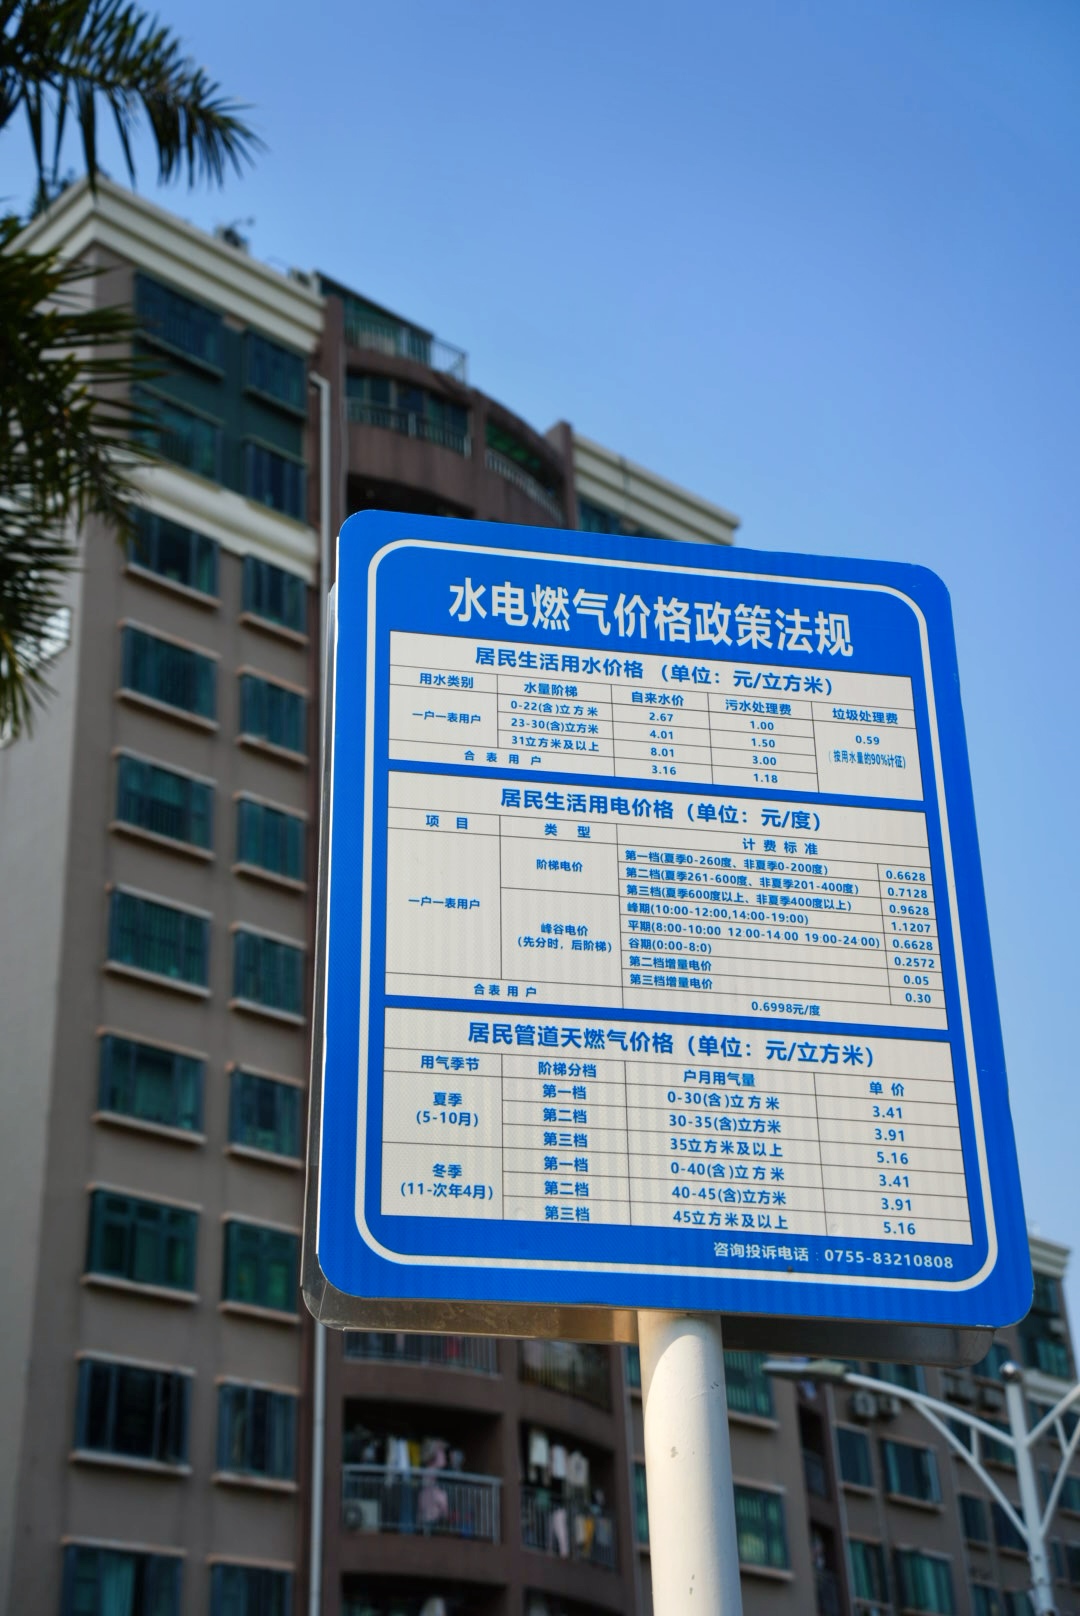 水电燃气价格政策法规
居民生活用水价格（单位：元/立方米）
用水类别 水量阶梯 自来水价 污水处理费 垃圾处理费
一户一表用户 0-22(含)立方米 2.67 1.00 0.59
23-30(含)立方米 4.01 1.50 （按用水量的90%计征）
31立方米及以上 8.01 3.00
合表用户 3.16 1.18
居民生活用电价格（单位：元/度）
项目 类型 计费标准
一户一表用户 阶梯电价 第一档(夏季0-260度、非夏季0-200度) 0.6628
第二档(夏季261-600度、非夏季201-400度) 0.7128
第三档(夏季600度以上、非夏季400度以上) 0.9628
峰谷电价 (先分时，后阶梯) 峰期(10:00-12:00,14:00-19:00) 1.1207
平期(8:00-10:00 12:00-14:00 19:00-24:00) 0.6628
谷期(0:00-8:0) 0.2572
第二档增量电价 0.05
第三档增量电价 0.30
合表用户 0.6998元/度
居民管道天燃气价格（单位：元/立方米）
用气季节 阶梯分档 户月用气量 单价
夏季 (5-10月) 第一档 0-30(含)立方米 3.41
第二档 30-35(含)立方米 3.91
第三档 35立方米及以上 5.16
冬季 (11-次年4月) 第一档 0-40(含)立方米 3.41
第二档 40-45(含)立方米 3.91
第三档 45立方米及以上 5.16
咨询投诉电话：0755-83210808